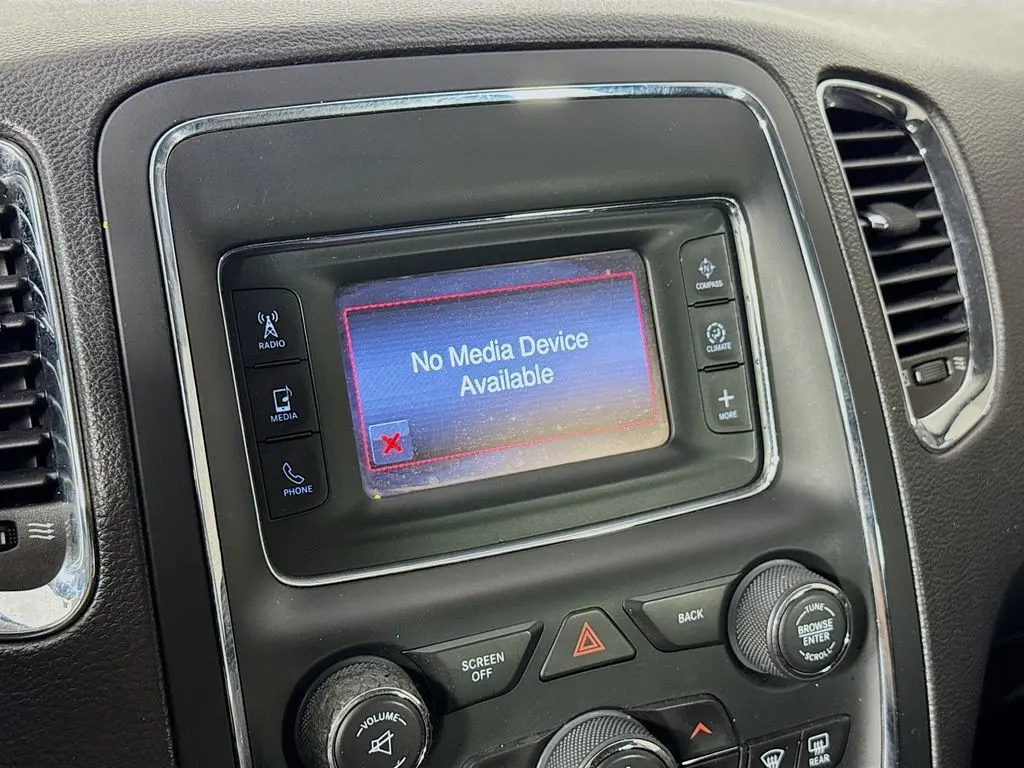 N
COMPASS
RADIO
No Media Device
Available
CLIMATE
MEDIA
MORE
PHONE
BACK
TUNE
BROWSE
ENTER
SCROLL
SCREEN
OFF
VOLUME
REAR